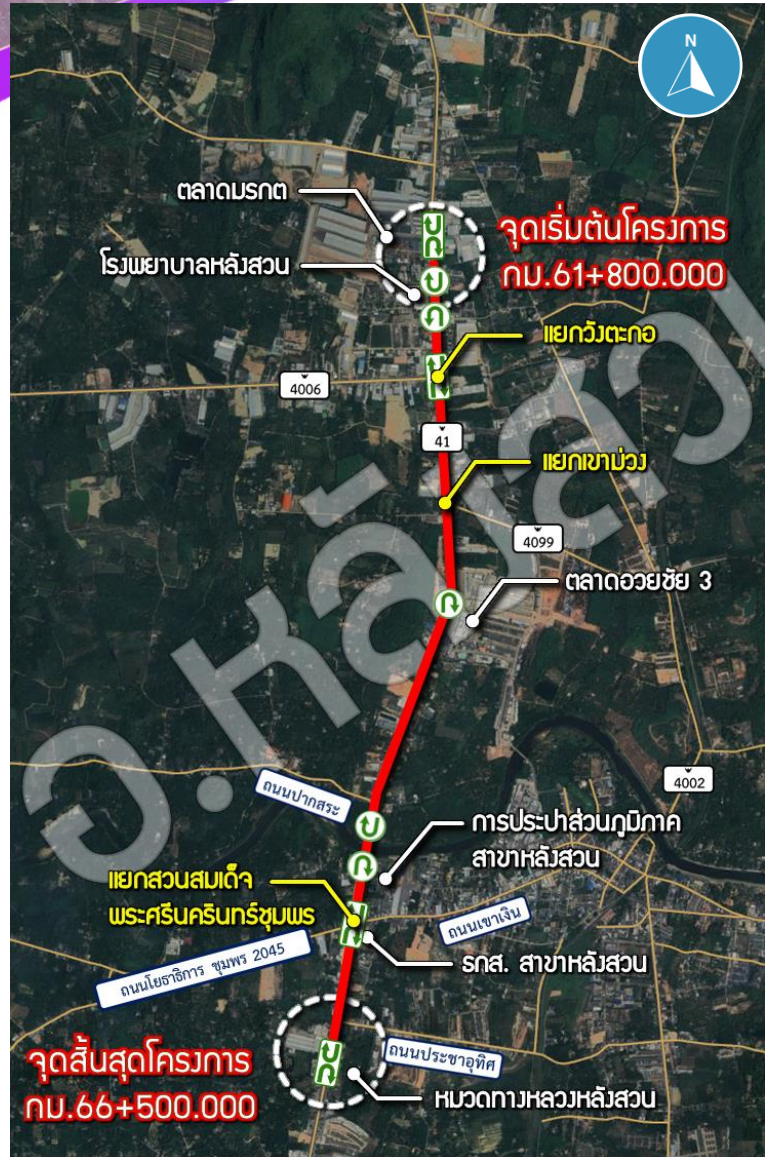 N
ตลาดมรกต
จุดเริ่มต้นโครงการ
กม.61+800.000
โรงพยาบาลหลังสวน
แยกวังตะกอ
4006
41
แยกเขาม่วง
4099
ตลาดอวยชัย 3
อ.หลังสวน
4002
ถนนปากสระ
การประปาส่วนภูมิภาค
สาขาหลังสวน
แยกสวนสมเด็จ
พระศรีนครินทร์ชุมพร
ถนนเขาเงิน
ธกส. สาขาหลังสวน
ถนนโยธาธิการ ชุมพร 2045
ถนนประชาอุทิศ
จุดสิ้นสุดโครงการ
กม.66+500.000
หมวดทางหลวงหลังสวน